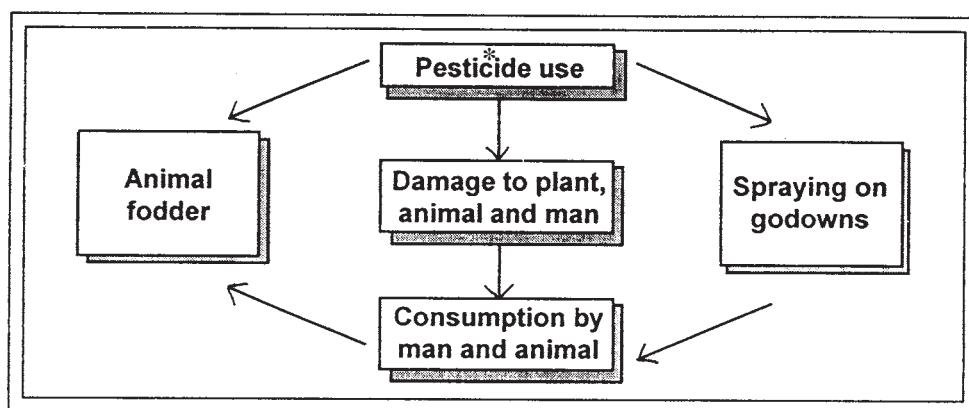 *
Pesticide use
Animal
fodder
Damage to plant,
animal and man
Spraying on
godowns
Consumption by
man and animal